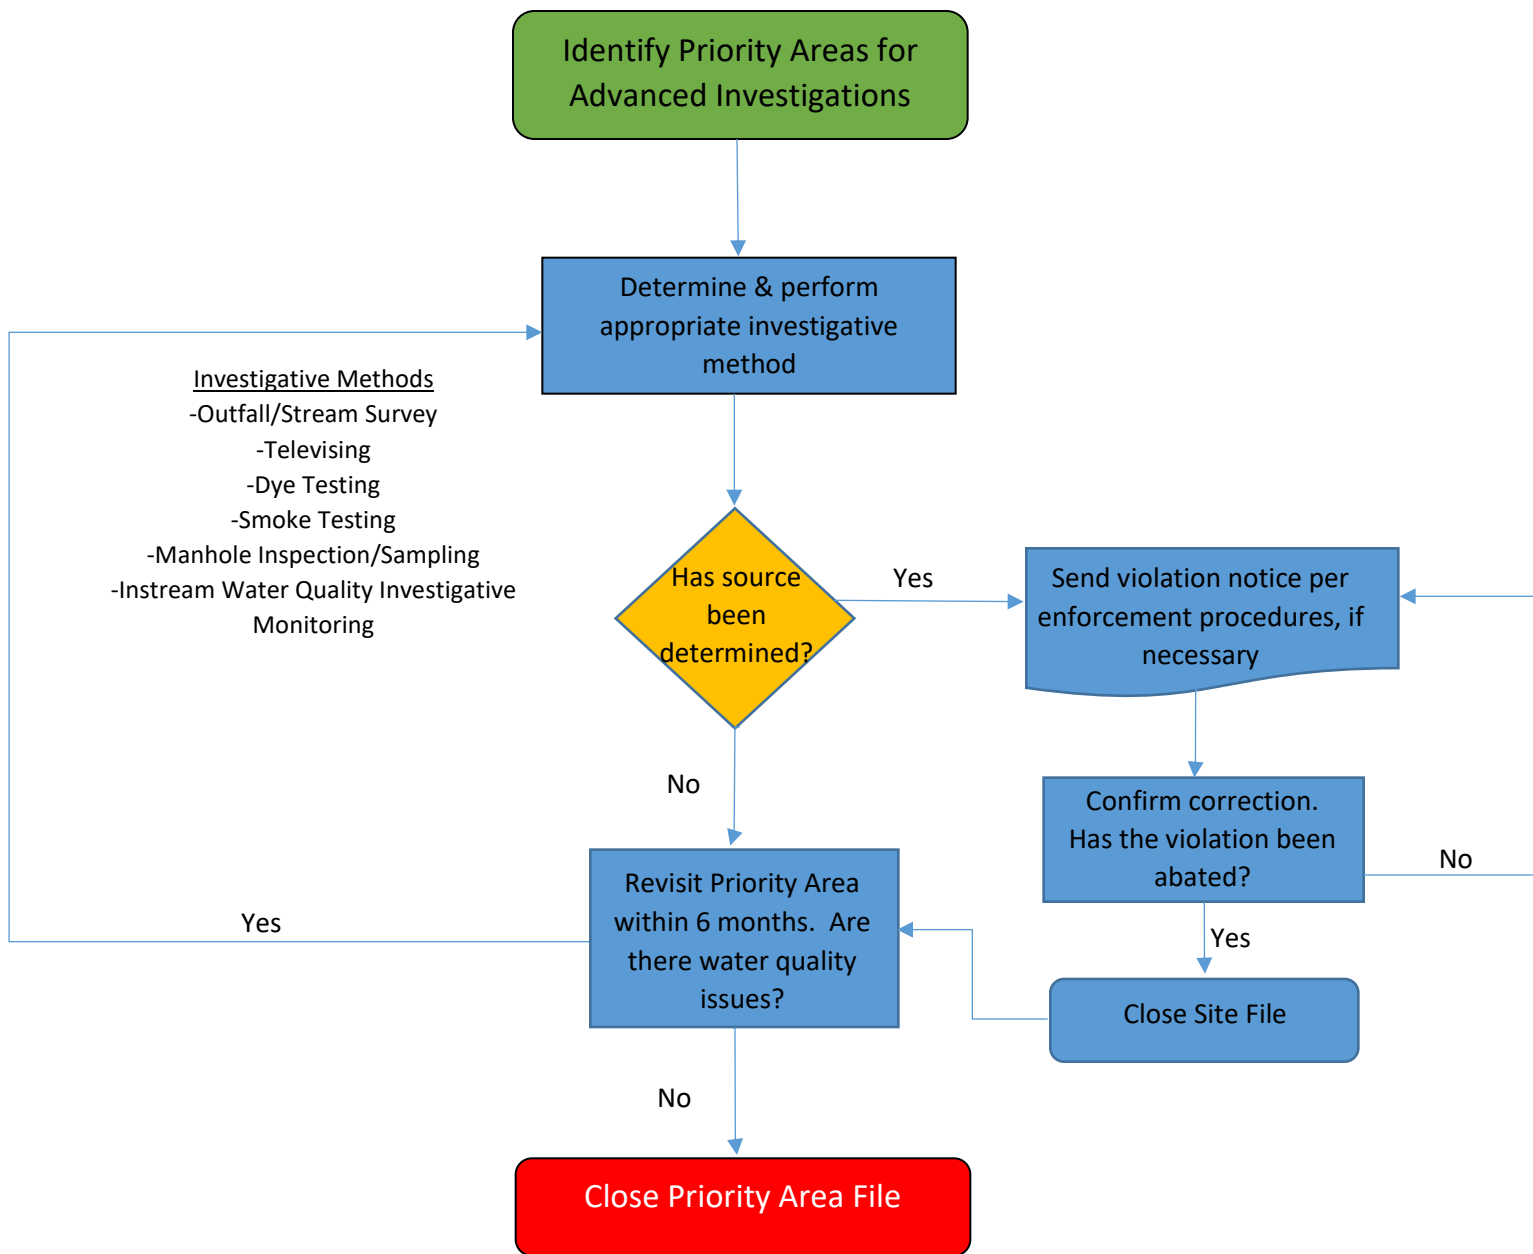 Identify Priority Areas for
Advanced Investigations
Determine & perform
appropriate investigative
method
Investigative Methods
-Outfall/Stream Survey
-Televising
-Dye Testing
-Smoke Testing
-Manhole Inspection/Sampling
-Instream Water Quality Investigative
Monitoring
Has source
been
determined?
Yes
Send violation notice per
enforcement procedures, if
necessary
No
Confirm correction.
Has the violation been
abated?
No
Yes
Revisit Priority Area
within 6 months.  Are
there water quality
issues?
Yes
Close Site File
No
Close Priority Area File